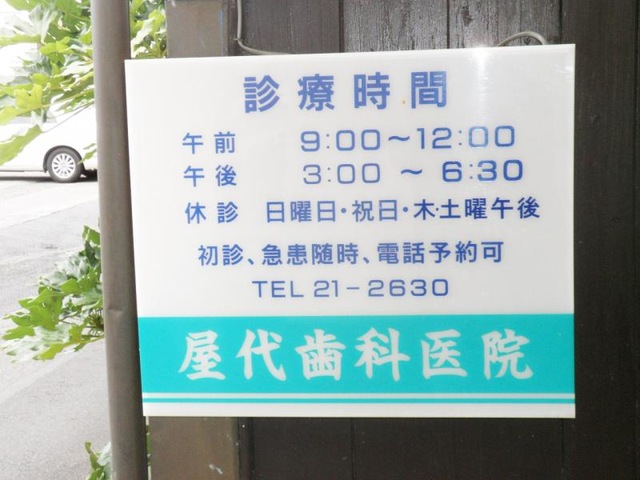 診療時間
午前 9:00～12:00
午後 3:00～6:30
休診 日曜日・祝日・木・土曜午後
初診、急患随時、電話予約可
TEL 21-2630
屋代歯科医院